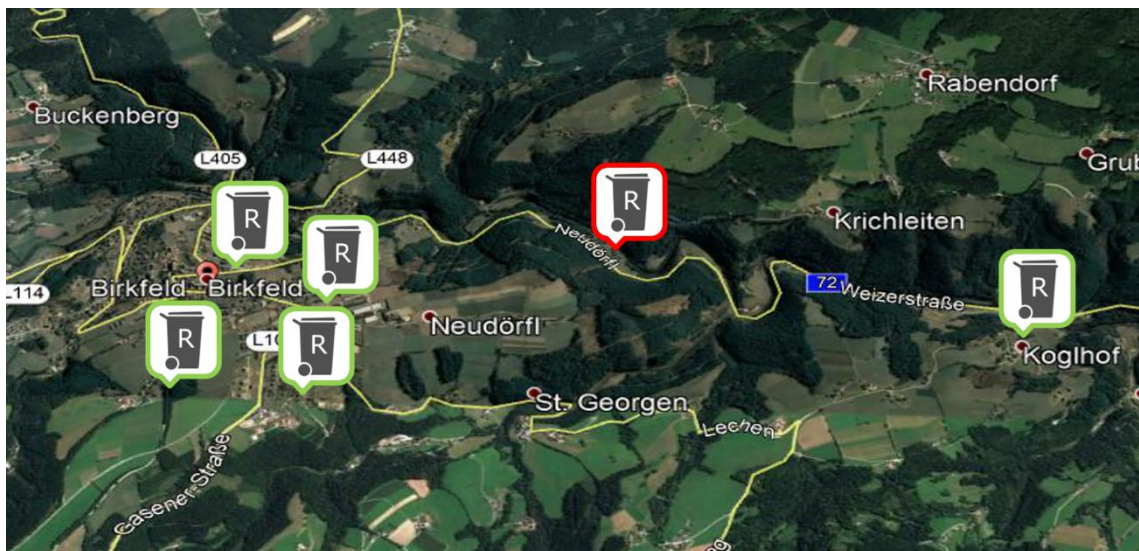 Rabendorf
Buckenberg
L405
L448
Grub
R
R
Krichleiten
R
Neudörfl
R
Birkfeld
Birkfeld
72
Weizerstraße
L114
Neudörfl
R
R
Koglhof
St. Georgen
Lechen
Gasener-Straße